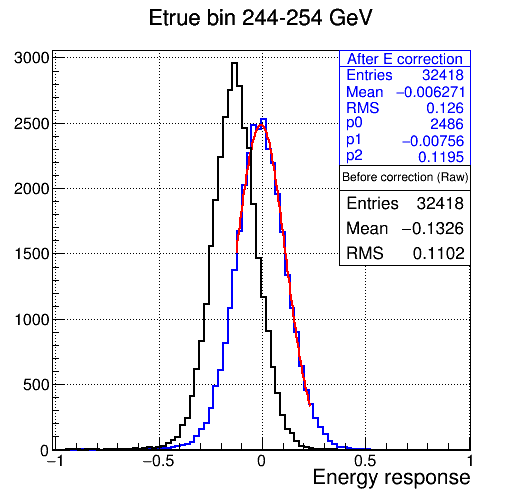 Etrue bin 244-254 GeV
After E correction
Entries 32418
Mean −0.006271
RMS 0.126
p0 2486
p1 −0.00756
p2 0.1195
Before correction (Raw)
Entries 32418
Mean −0.1326
RMS 0.1102
3000
2500
2000
1500
1000
500
0
−1 −0.5 0 0.5 1
Energy response